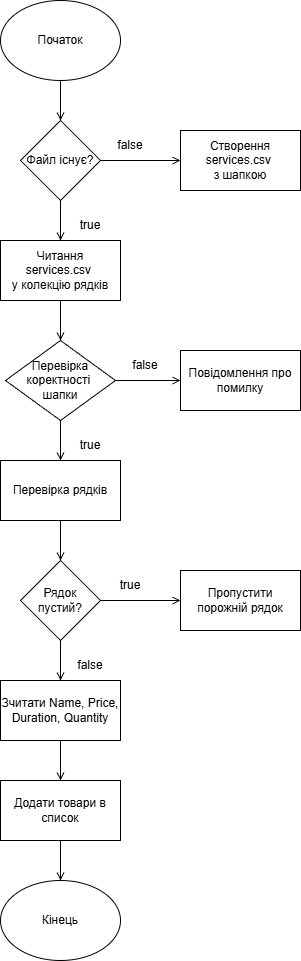 Початок
false
Файл існує?
Створення
services.csv
з шапкою
true
Читання
services.csv
у колекцію рядків
false
Перевірка
коректності
шапки
Повідомлення про
помилку
true
Перевірка рядків
true
Рядок
пустий?
Пропустити
порожній рядок
false
Зчитати Name, Price,
Duration, Quantity
Додати товари в
список
Кінець